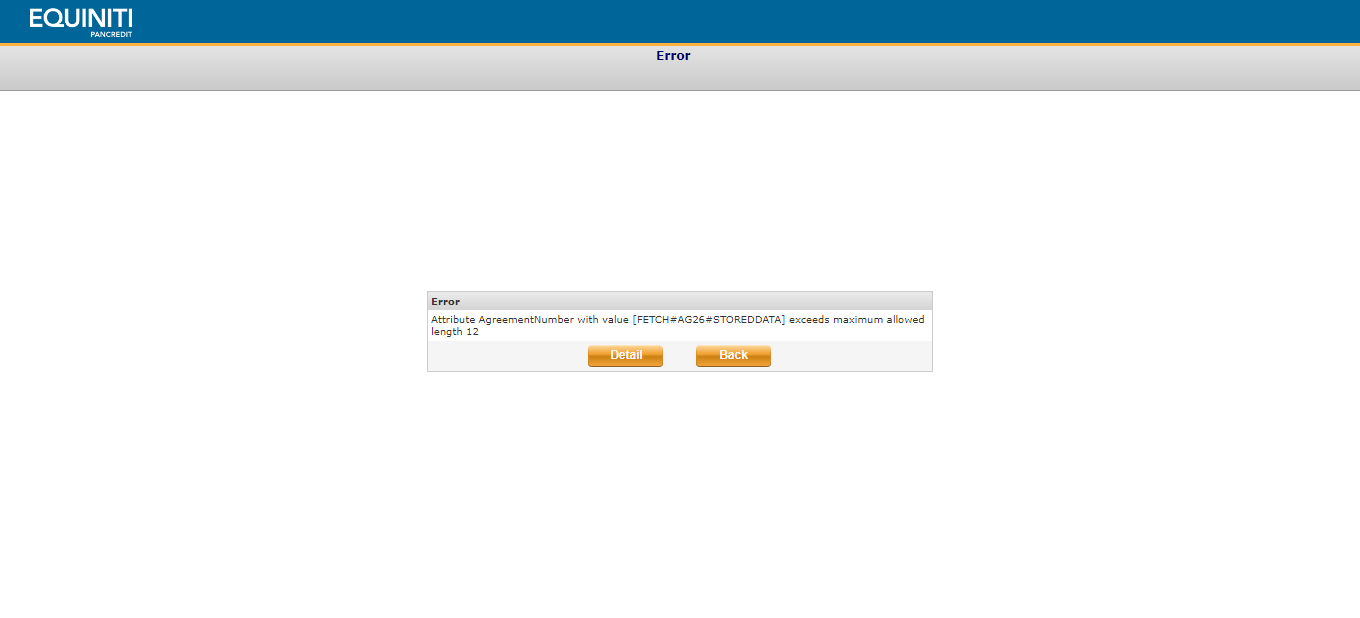 EQUINITI
PANCREDIT
Error
Error
Attribute AgreementNumber with value [FETCH#AG26#STOREDDATA] exceeds maximum allowed
length 12
Detail Back